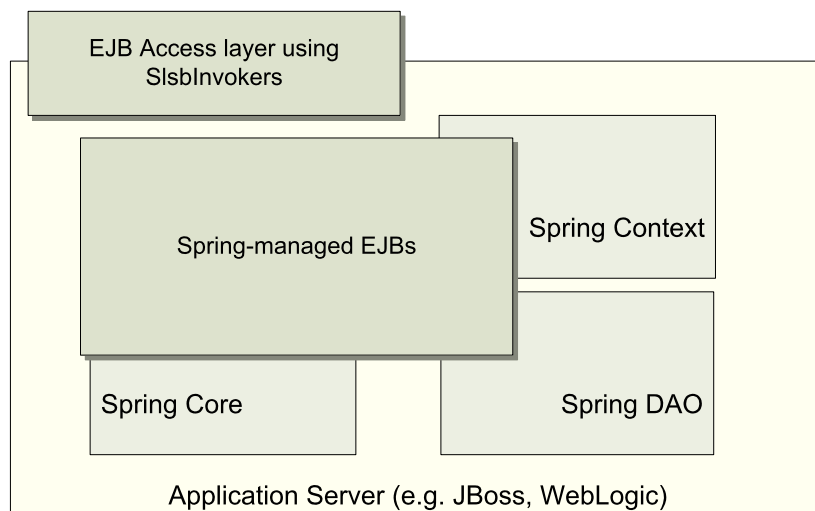 EJB Access layer using
SlsbInvokers
Spring Context
Spring-managed EJBs
Spring Core
Spring DAO
Application Server (e.g. JBoss, WebLogic)